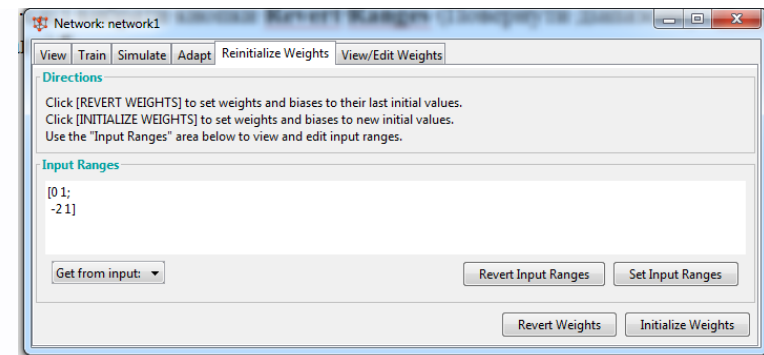 Network: network1
View Train Simulate Adapt Reinitialize Weights View/Edit Weights
Directions
Click [REVERT WEIGHTS] to set weights and biases to their last initial values.
Click [INITIALIZE WEIGHTS] to set weights and biases to new initial values.
Use the "Input Ranges" area below to view and edit input ranges.
Input Ranges
[0 1;
-2 1]
Get from input: Revert Input Ranges Set Input Ranges
Revert Weights Initialize Weights